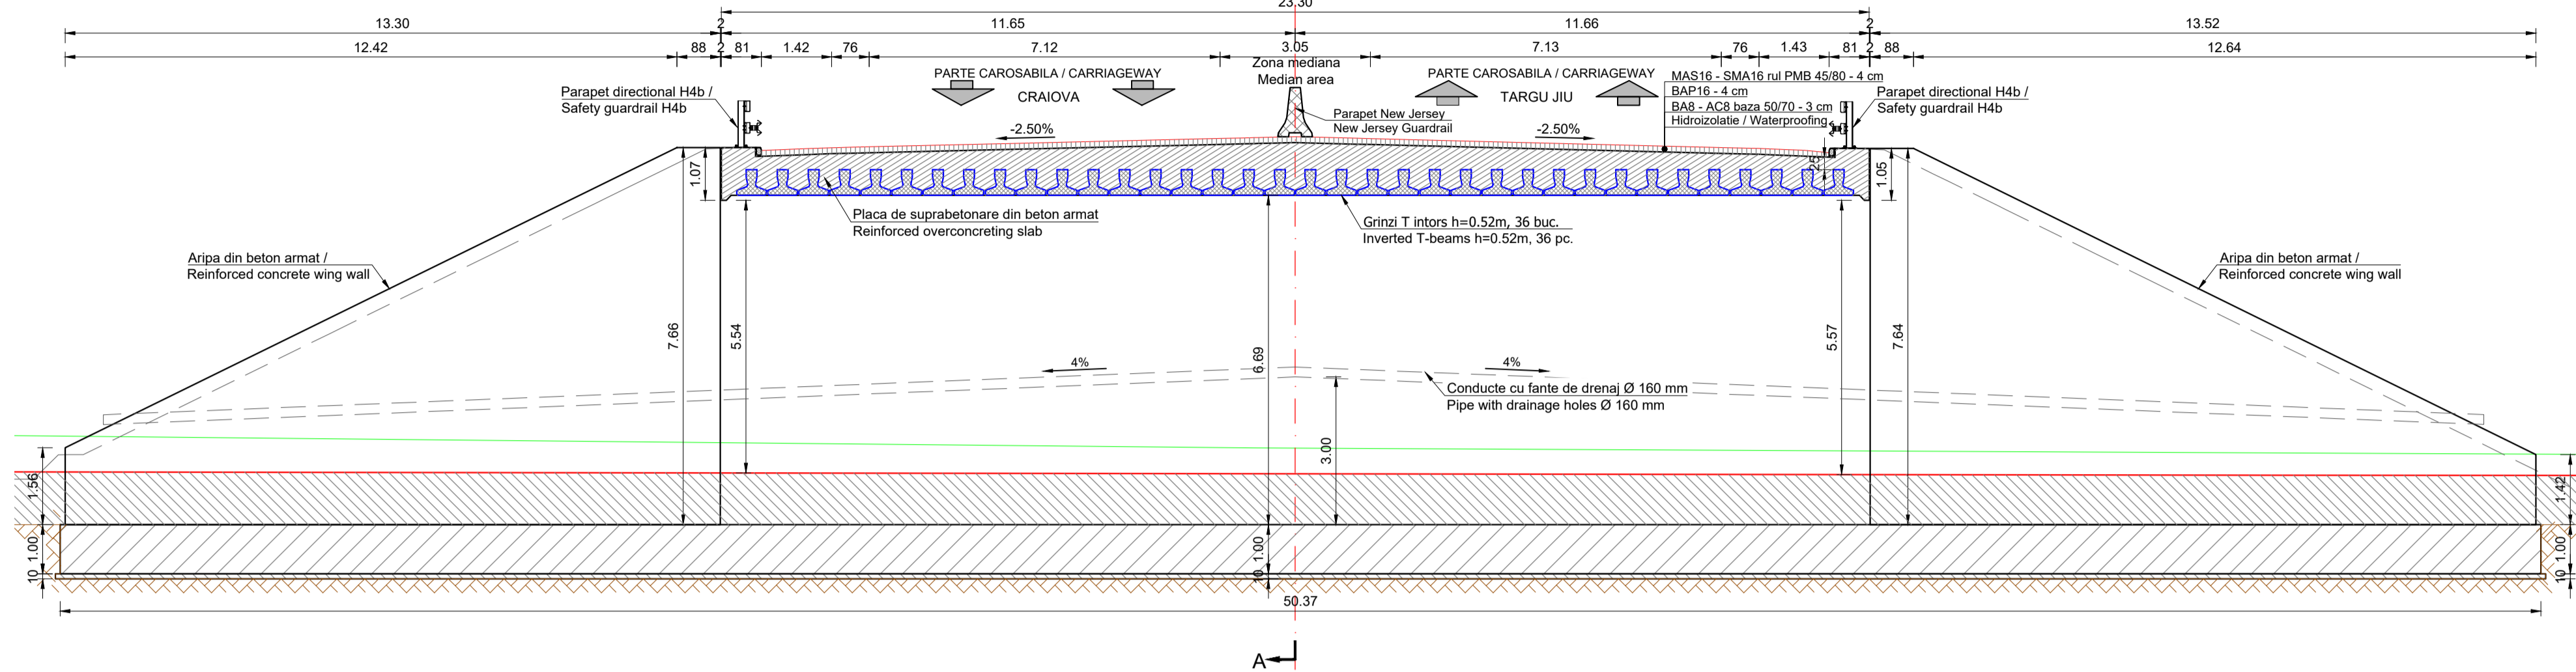 23.30
13.30 2 11.65 11.66 2 13.52
12.42 88 2 81 1.42 76 7.12 3.05 7.13 76 1.43 81 2 88 12.64
Zona mediana
Median area
PARTE CAROSABILA / CARRIAGEWAY
CRAIOVA
PARTE CAROSABILA / CARRIAGEWAY
TARGU JIU
MAS16 - SMA16 rul PMB 45/80 - 4 cm
BAP16 - 4 cm
BA8 - AC8 baza 50/70 - 3 cm
Hidroizolatie / Waterproofing
Parapet directional H4b /
Safety guardrail H4b
Parapet New Jersey
New Jersey Guardrail
Parapet directional H4b /
Safety guardrail H4b
-2.50%
-2.50%
1.07
25
1.05
Placa de suprabetonare din beton armat
Reinforced overconcreting slab
Grinzi T intors h=0.52m, 36 buc.
Inverted T-beams h=0.52m, 36 pc.
Aripa din beton armat /
Reinforced concrete wing wall
Aripa din beton armat /
Reinforced concrete wing wall
7.66
5.54
6.69
5.57
7.64
4%
4%
Conducte cu fante de drenaj Ø 160 mm
Pipe with drainage holes Ø 160 mm
3.00
1.56
1.42
1.00
1.00
1.00
10
10
10
50.37
A